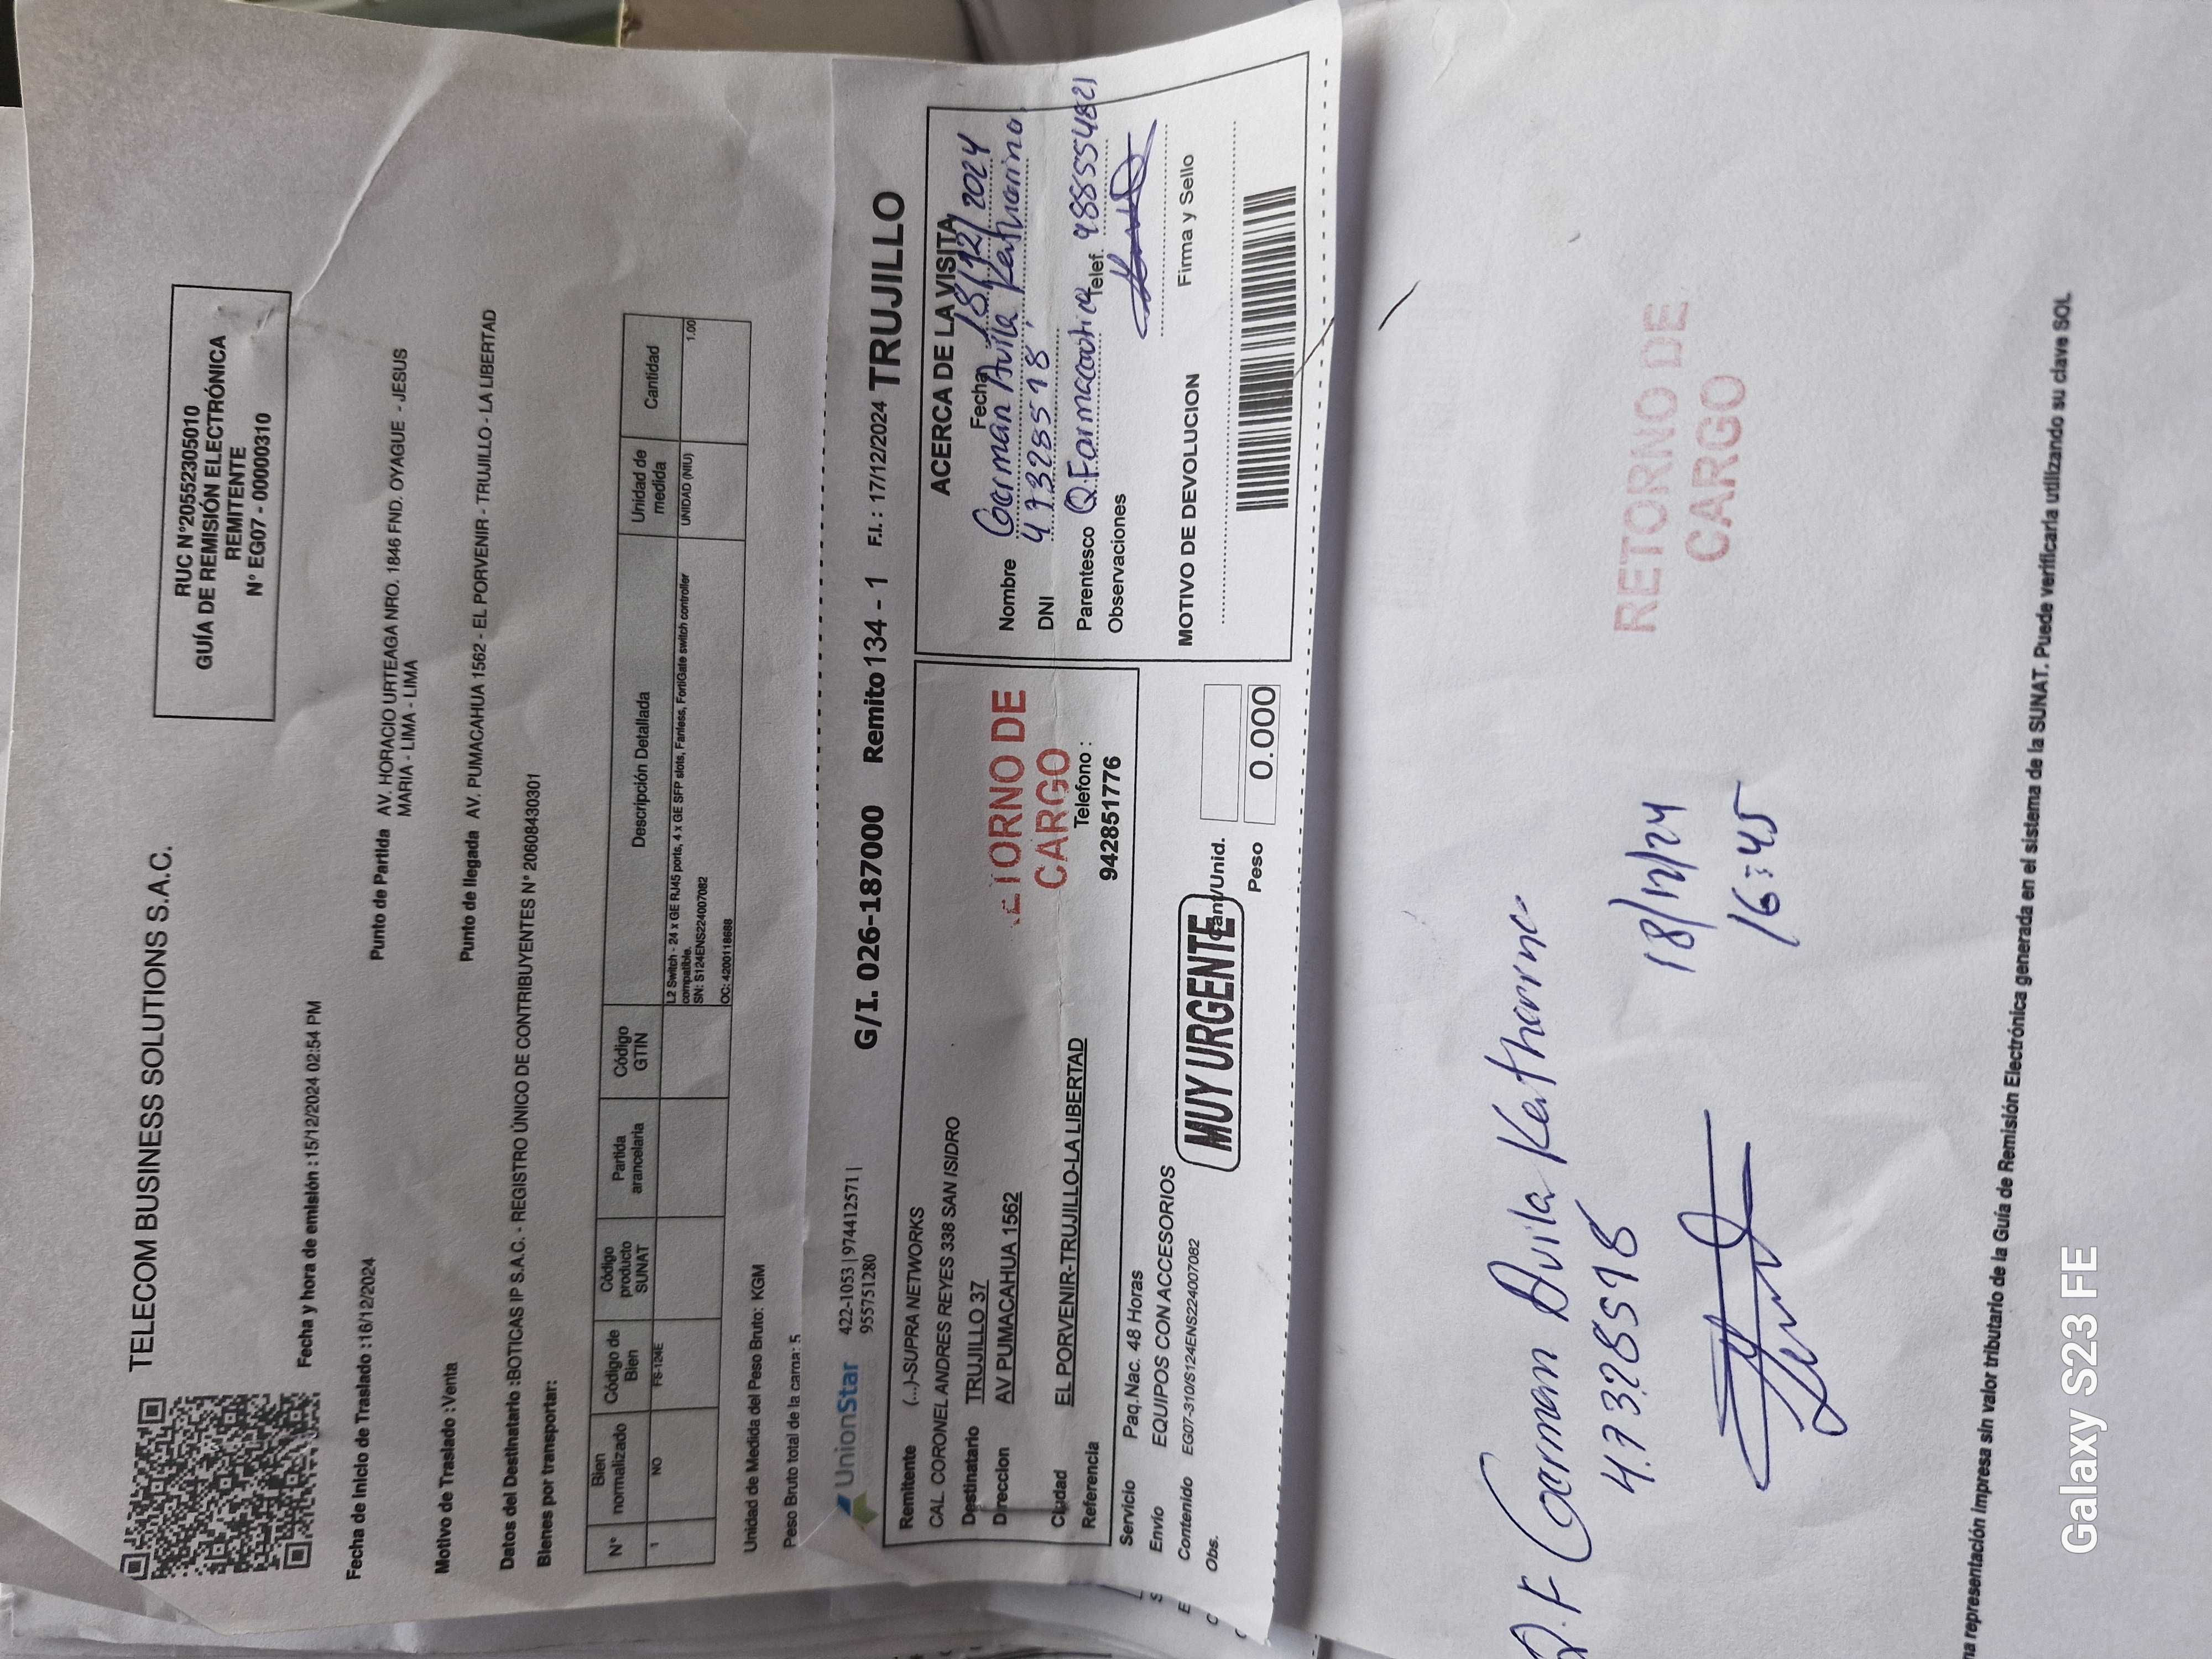 TELECOM BUSINESS SOLUTIONS S.A.C.
RUC N°20552305010
GUÍA DE REMISIÓN ELECTRÓNICA
REMITENTE
N° EG07 - 00000310
Fecha y hora de emisión :15/12/2024 02:54 PM
Fecha de Inicio de Traslado :16/12/2024
Punto de Partida AV. HORACIO URTEAGA NRO. 1846 FND. OYAGUE - JESUS
MARIA - LIMA - LIMA
Motivo de Traslado :Venta
Punto de llegada AV. PUMACAHUA 1562 - EL PORVENIR - TRUJILLO - LA LIBERTAD
Datos del Destinatario :BOTICAS IP S.A.C. - REGISTRO ÚNICO DE CONTRIBUYENTES N° 20608430301
Bienes por transportar:
N° Bien normalizado Código de Bien Código producto SUNAT Partida arancelaria Código GTIN Descripción Detallada Unidad de medida Cantidad
1 NO FS-124E L2 Switch - 24 x GE RJ45 ports, 4 x GE SFP slots, Fanless, FortiGate switch controller UNIDAD (NIU) 1.00
compatible.
SN: S124ENS224007082
OC: 4200118688
Unidad de Medida del Peso Bruto: KGM
Peso Bruto total de la carna: 5
UnionStar 422-1053 | 974412571 |
955751280
G/I. 026-187000 Remito134 - 1 F.I. : 17/12/2024 TRUJILLO
Remitente (...)-SUPRA NETWORKS
CAL CORONEL ANDRES REYES 338 SAN ISIDRO
Destinatario TRUJILLO 37
Direccion AV PUMACAHUA 1562
Ciudad EL PORVENIR-TRUJILLO-LA LIBERTAD
Referencia
Telefono :
942851776
ETORNO DE
CARGO
Servicio Paq.Nac. 48 Horas
Envio EQUIPOS CON ACCESORIOS
Contenido EG07-310/S124ENS224007082
Obs.
MUY URGENTE
Cant/Unid.
Peso 0.000
ACERCA DE LA VISITA
Fecha 18/12/2024
Nombre Guzman Avila Katharina
DNI 47328598
Parentesco Q.Farmaceutica Telef. 988554821
Observaciones
MOTIVO DE DEVOLUCION Firma y Sello
Q.F Guzman Avila Katharina
47328598
18/12/24
16:45
RETORNO DE
CARGO
na representación impresa sin valor tributario de la Guía de Remisión Electrónica generada en el sistema de la SUNAT. Puede verificarla utilizando su clave SOL
Galaxy S23 FE